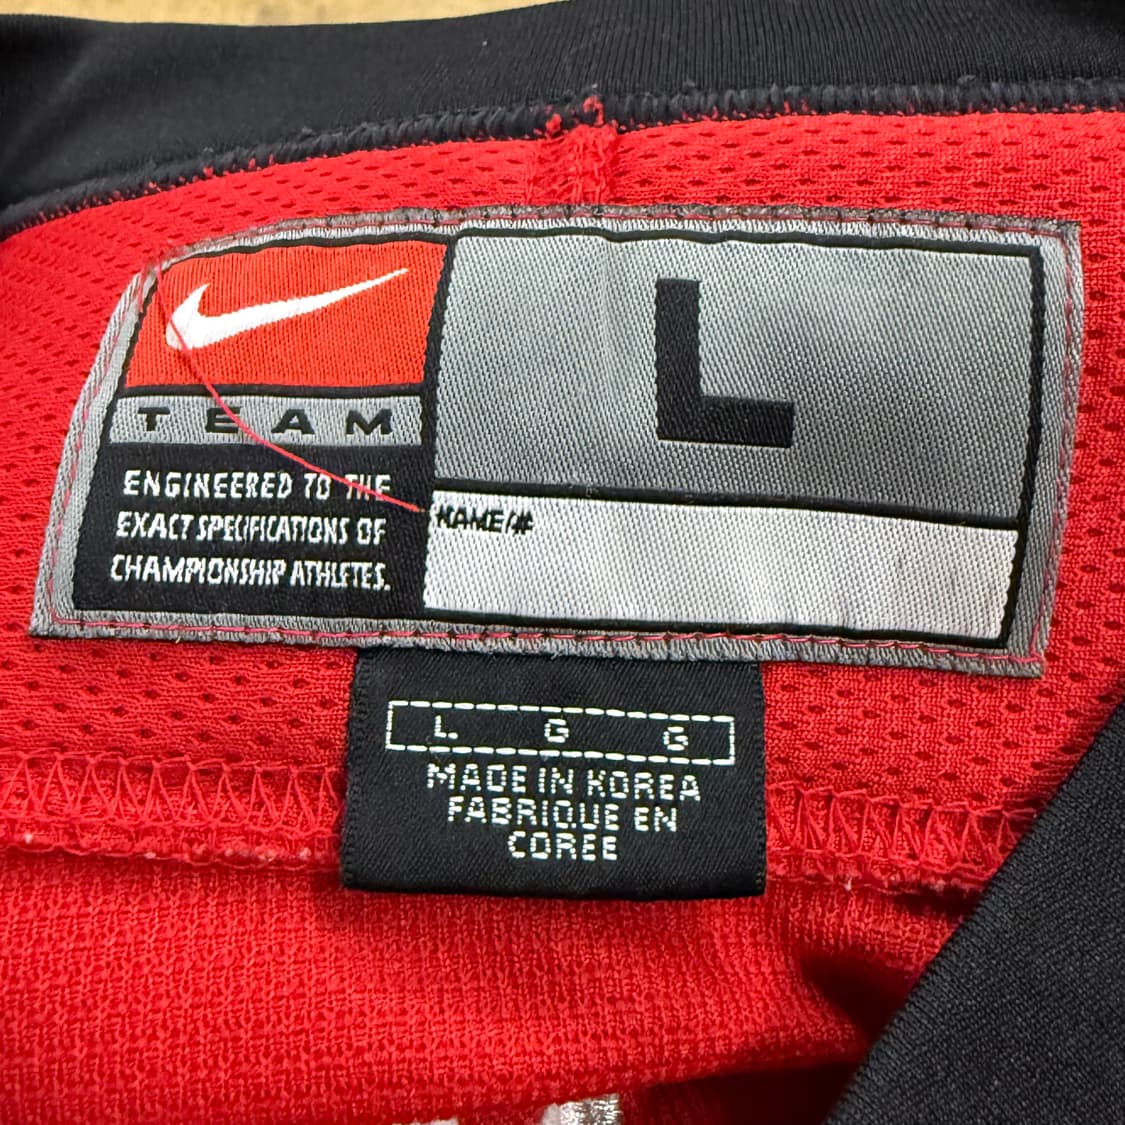 TEAM
ENGINEERED TO THE
EXACT SPECIFICATIONS OF
CHAMPIONSHIP ATHLETES.
L
NAME/#
L G G
MADE IN KOREA
FABRIQUE EN
COREE